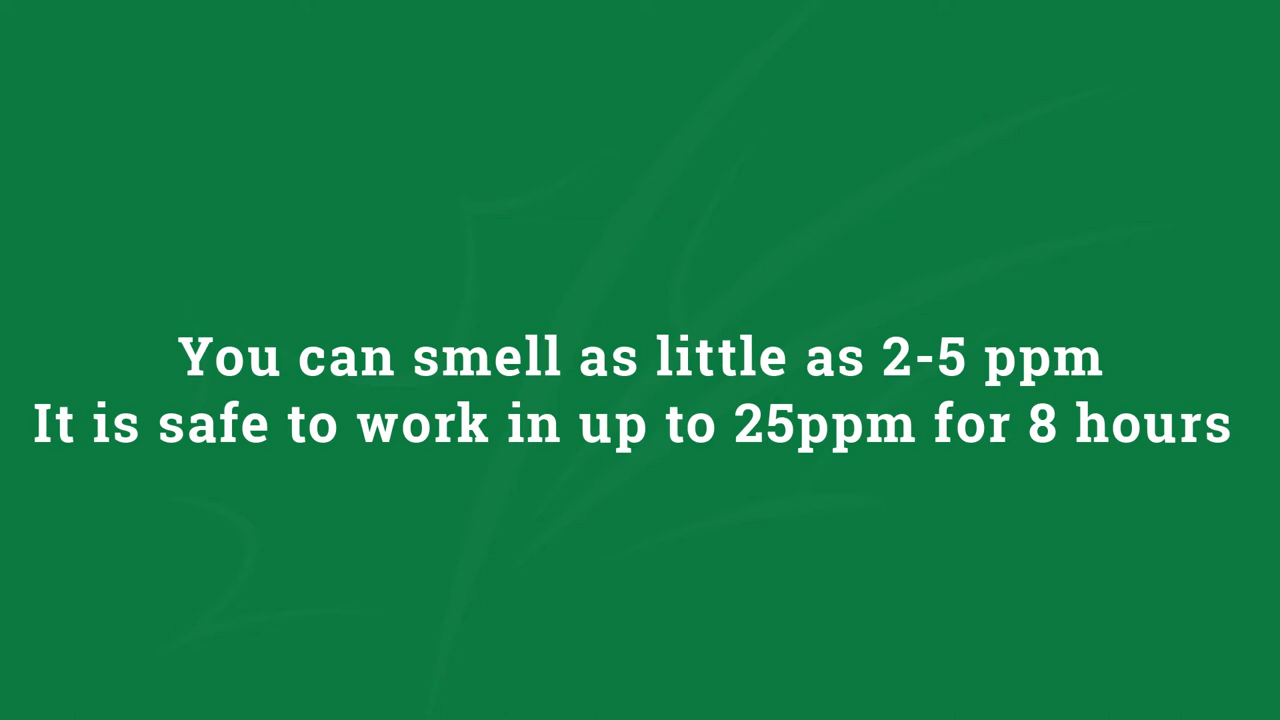 You can smell as little as 2-5 ppm
It is safe to work in up to 25ppm for 8 hours